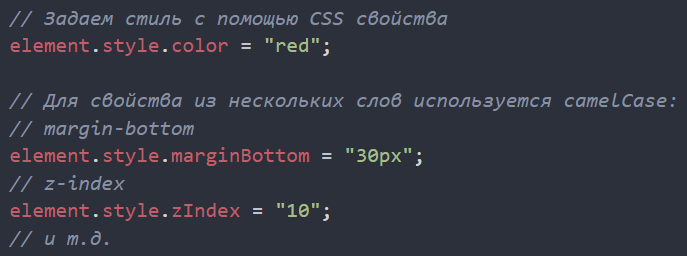 // Задаем стиль с помощью CSS свойства
element.style.color = "red";
// Для свойства из нескольких слов используется camelCase:
// margin-bottom
element.style.marginBottom = "30px";
// z-index
element.style.zIndex = "10";
// и т.д.